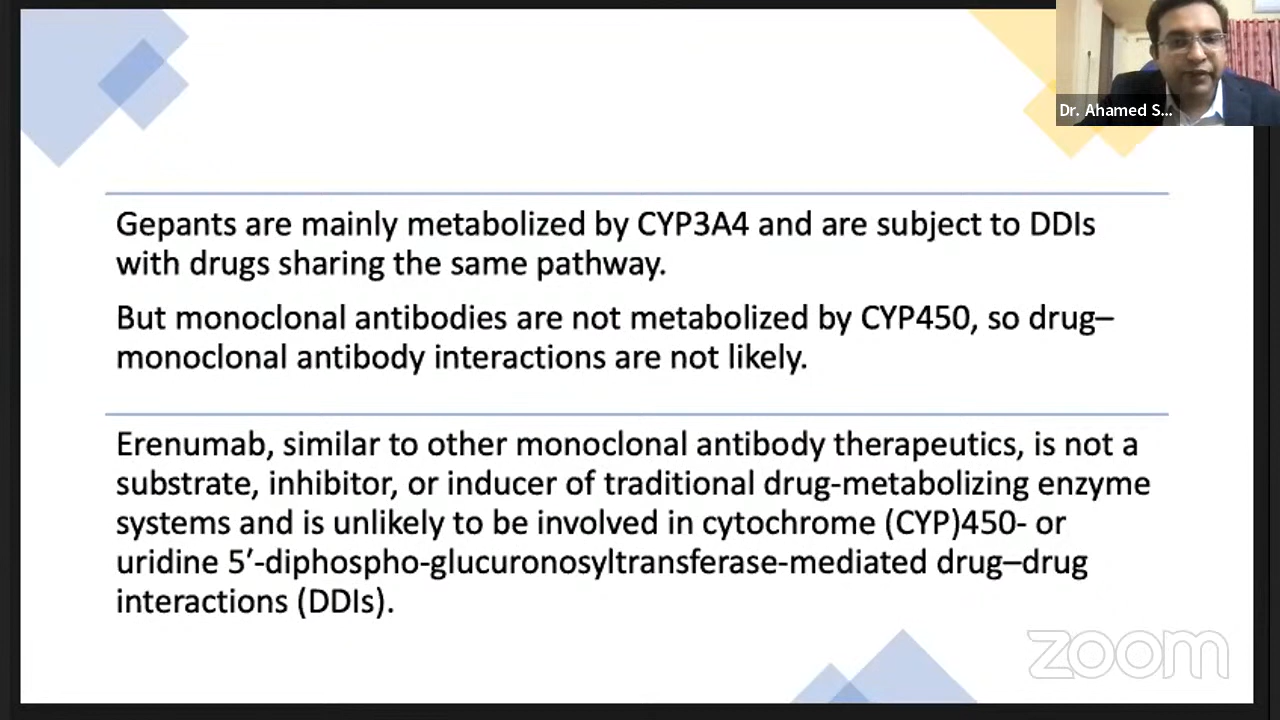 Dr. Ahamed S...
Gepants are mainly metabolized by CYP3A4 and are subject to DDIs
with drugs sharing the same pathway.
But monoclonal antibodies are not metabolized by CYP450, so drug–
monoclonal antibody interactions are not likely.
Erenumab, similar to other monoclonal antibody therapeutics, is not a
substrate, inhibitor, or inducer of traditional drug-metabolizing enzyme
systems and is unlikely to be involved in cytochrome (CYP)450- or
uridine 5′-diphospho-glucuronosyltransferase-mediated drug–drug
interactions (DDIs).
zoom